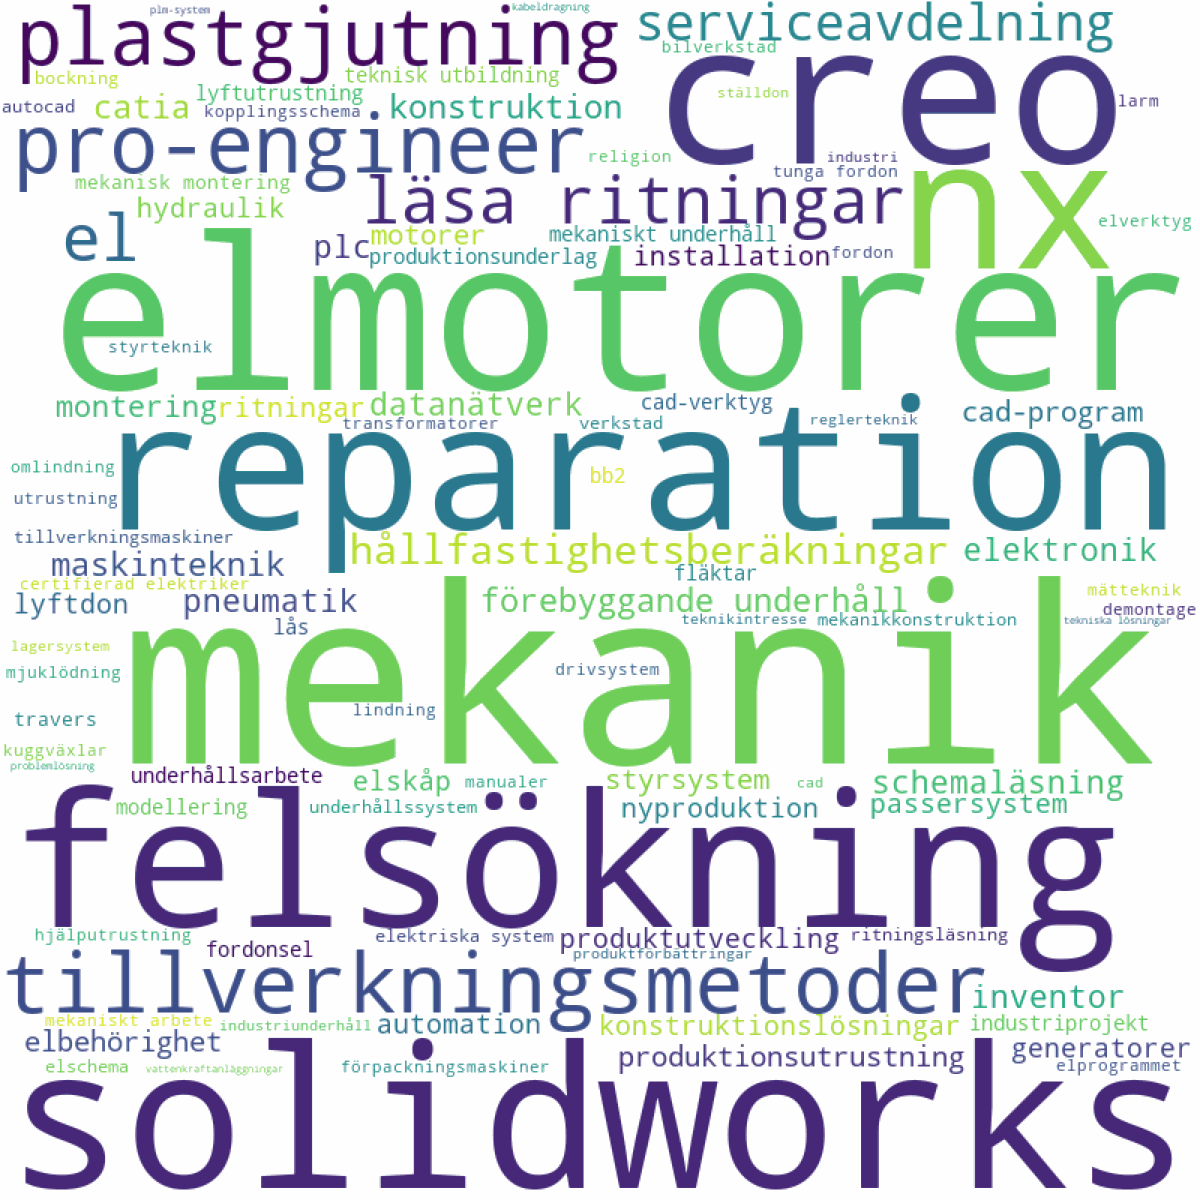 plm-system
kabeldragning
plastgjutning
serviceavdelning
bilverkstad
creo
bockning
teknisk utbildning
lyftutrustning
ställdon
autocad
catia
kopplingsschema
konstruktion
larm
pro-engineer
religion
industri
tunga fordon
mekanisk montering
läsa ritningar
nx
hydraulik
elverktyg
el
plc
motorer
mekaniskt underhåll
produktionsunderlag
installation
fordon
elmotorer
styrteknik
montering
ritningar
datanätverk
cad-verktyg
cad-program
transformatorer
verkstad
reglerteknik
reparation
omlindning
bb2
utrustning
tillverkningsmaskiner
maskinteknik
hållfastighetsberäkningar
elektronik
fläktar
certifierad elektriker
mätteknik
lyftdon
pneumatik
förebyggande underhåll
demontage
lås
teknikintresse
mekanikkonstruktion
tekniska lösningar
lagersystem
mekanik
mjuklödning
drivsystem
lindning
travers
kuggväxlar
problemlösning
underhållsarbete
elskåp
manualer
styrsystem
cad
schemaläsning
modellering
underhållssystem
nyproduktion
passersystem
felsökning
hjälputrustning
fordonsel
elektriska system
produktutveckling
ritningsläsning
produktförbättringar
tillverkningsmetoder
inventor
mekaniskt arbete
industriunderhåll
automation
konstruktionslösningar
industriprojekt
elbehörighet
produktionsutrustning
generatorer
elschema
vattenkraftanläggningar
förpackningsmaskiner
elprogrammet
solidworks